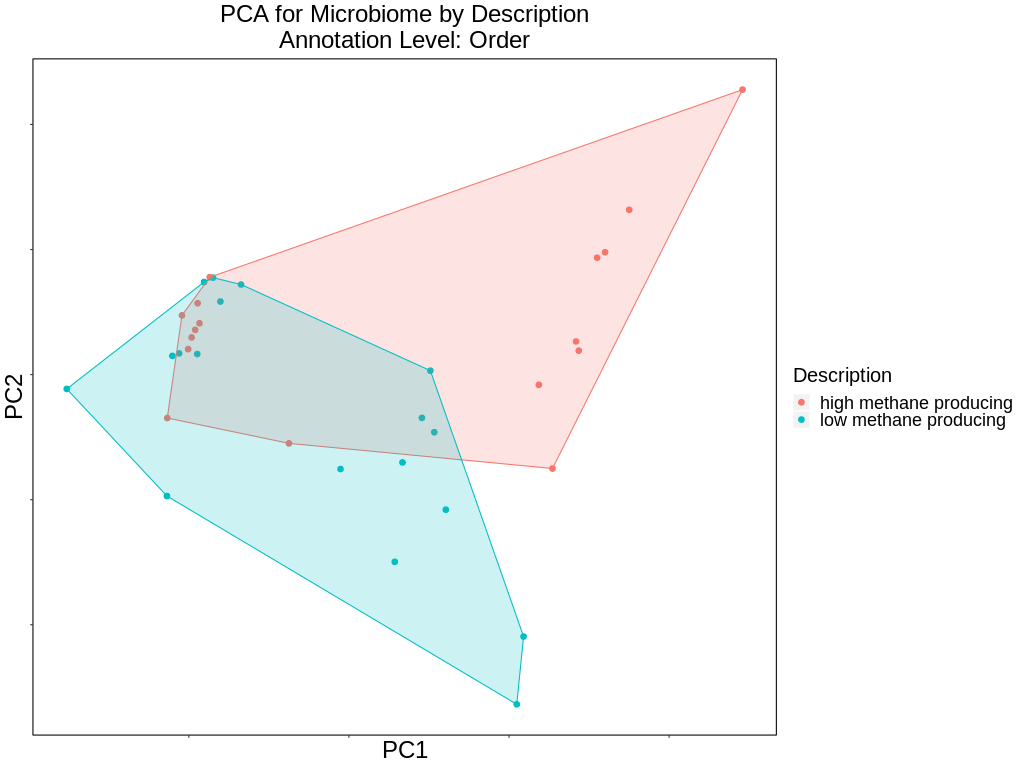 PCA for Microbiome by Description
Annotation Level: Order
PC2
PC1
Description
high methane producing
low methane producing